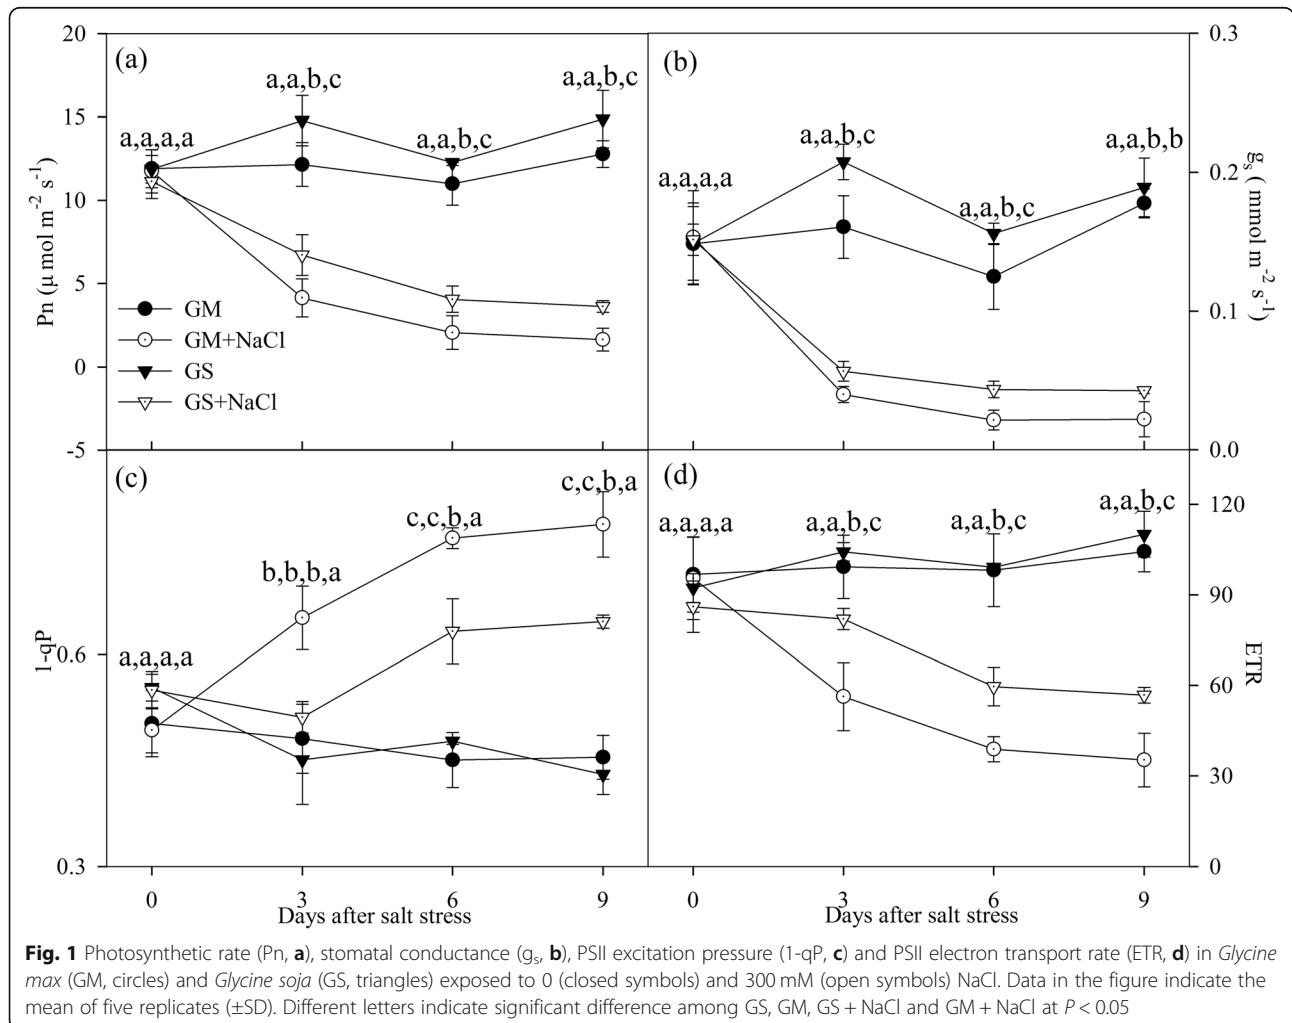 (a)
20
15
10
5
0
-5
Pn (μ mol m-2 s-1)
a,a,a,a
a,a,b,c
a,a,b,c
a,a,b,c
GM
GM+NaCl
GS
GS+NaCl
(b)
0.3
0.2
0.1
0.0
gs ( mmol m-2 s-1)
a,a,a,a
a,a,b,c
a,a,b,c
a,a,b,b
(c)
0.6
0.3
1-qP
a,a,a,a
b,b,b,a
c,c,b,a
c,c,b,a
0 3 6 9
Days after salt stress
(d)
120
90
60
30
0
ETR
a,a,a,a
a,a,b,c
a,a,b,c
a,a,b,c
0 3 6 9
Days after salt stress
Fig. 1 Photosynthetic rate (Pn, a), stomatal conductance (gs, b), PSII excitation pressure (1-qP, c) and PSII electron transport rate (ETR, d) in Glycine
max (GM, circles) and Glycine soja (GS, triangles) exposed to 0 (closed symbols) and 300 mM (open symbols) NaCl. Data in the figure indicate the
mean of five replicates (±SD). Different letters indicate significant difference among GS, GM, GS + NaCl and GM + NaCl at P < 0.05